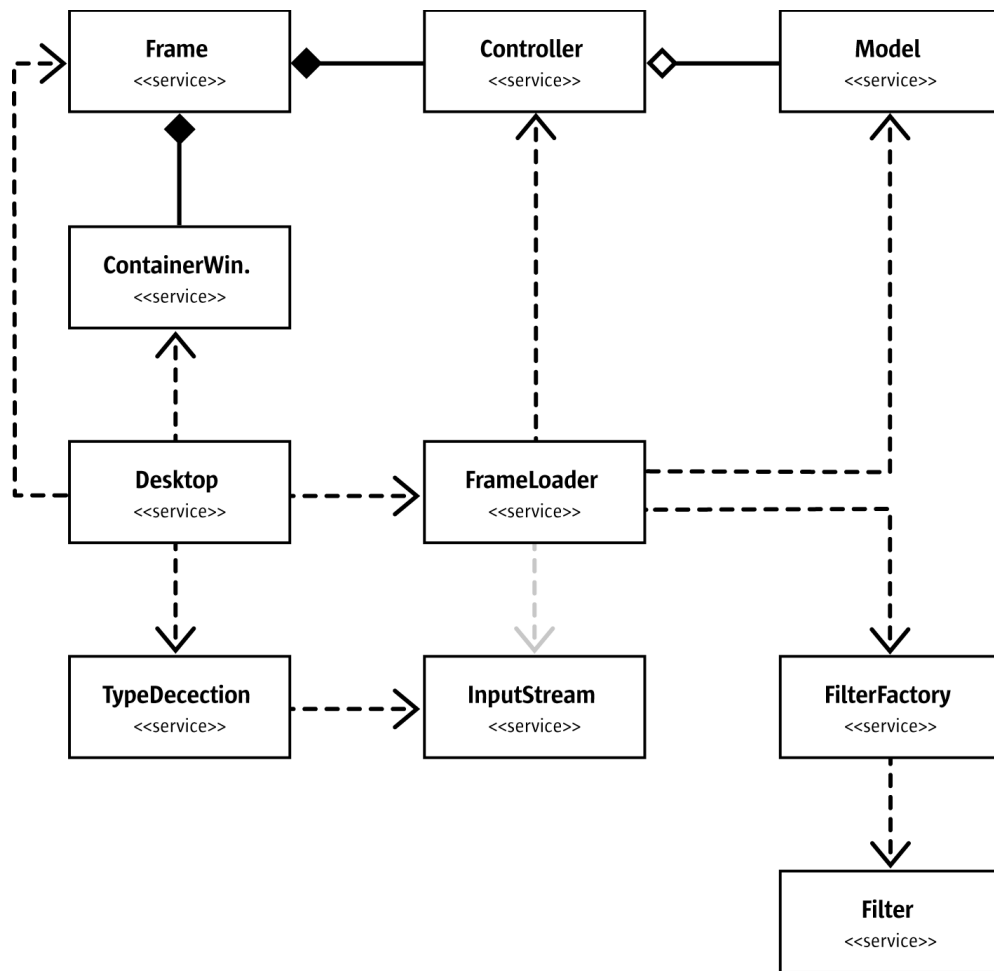 Frame
<<service>>
Controller
<<service>>
Model
<<service>>
ContainerWin.
<<service>>
Desktop
<<service>>
FrameLoader
<<service>>
TypeDecection
<<service>>
InputStream
<<service>>
FilterFactory
<<service>>
Filter
<<service>>